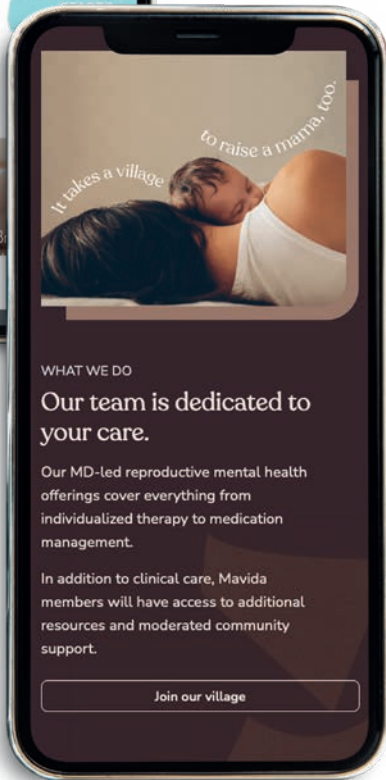 It takes a village
to raise a mama, too.
WHAT WE DO
Our team is dedicated to
your care.
Our MD-led reproductive mental health
offerings cover everything from
individualized therapy to medication
management.
In addition to clinical care, Mavida
members will have access to additional
resources and moderated community
support.
Join our village